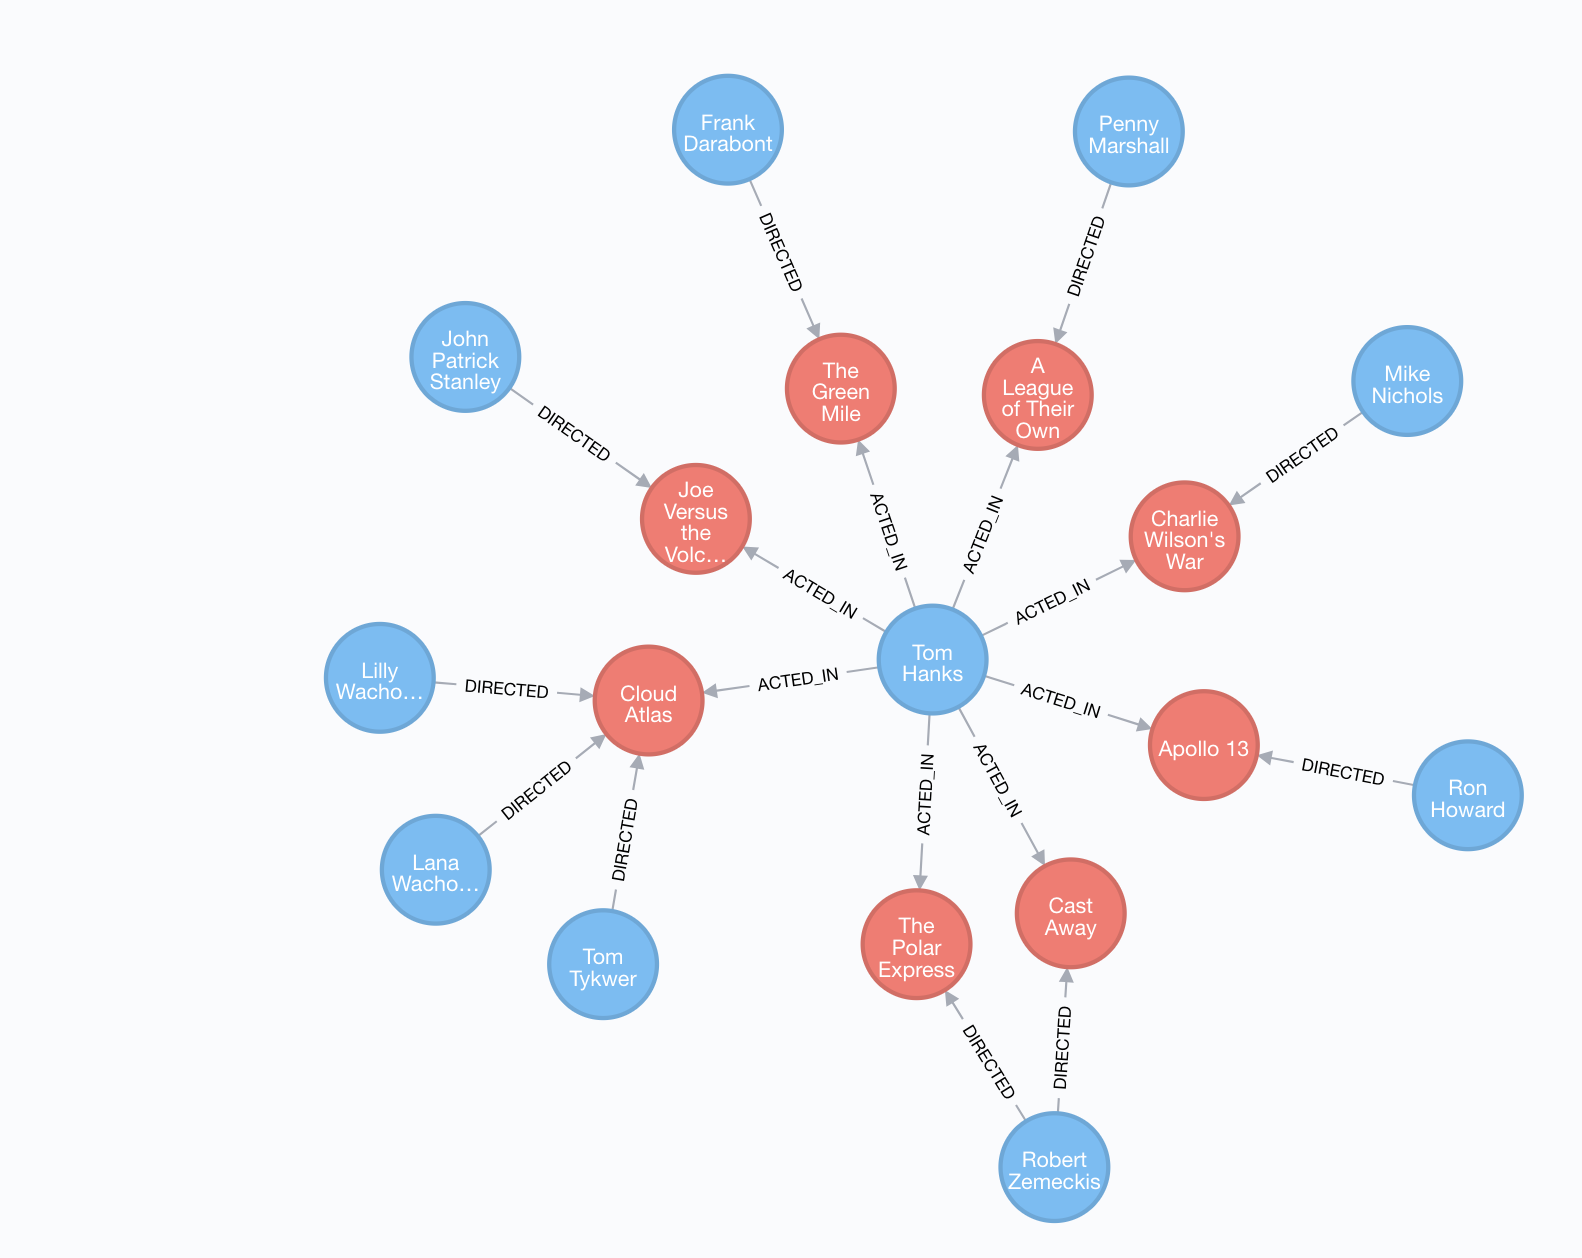 Frank
Darabont
Penny
Marshall
DIRECTED
DIRECTED
John
Patrick
Stanley
The
Green
Mile
A
League
of Their
Own
Mike
Nichols
DIRECTED
DIRECTED
Joe
Versus
the
Volc…
ACTED_IN
ACTED_IN
Charlie
Wilson's
War
ACTED_IN
ACTED_IN
Lilly
Wacho…
DIRECTED
Cloud
Atlas
ACTED_IN
Tom
Hanks
ACTED_IN
Apollo 13
DIRECTED
Ron
Howard
DIRECTED
ACTED_IN
ACTED_IN
Lana
Wacho…
DIRECTED
Tom
Tykwer
The
Polar
Express
Cast
Away
DIRECTED
DIRECTED
Robert
Zemeckis